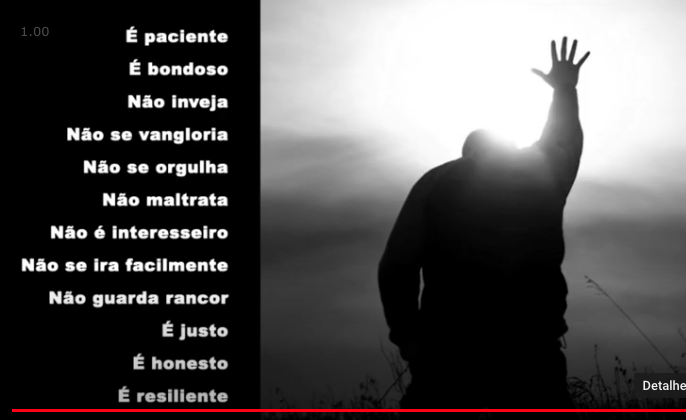 1.00
É paciente
É bondoso
Não inveja
Não se vangloria
Não se orgulha
Não maltrata
Não é interesseiro
Não se ira facilmente
Não guarda rancor
É justo
É honesto
É resiliente